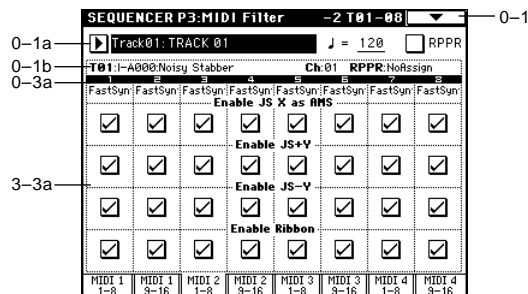 SEQUENCER P3:MIDI Filter -2 T01-08
0-1
0-1a
Track01: TRACK 01
♩ = 120
RPPR
0-1b
T01:I-A000:Noisy Stabber Ch:01 RPPR:NoAssign
0-3a
1 2 3 4 5 6 7 8
FastSyn FastSyn FastSyn FastSyn FastSyn FastSyn FastSyn FastSyn
Enable JS X as AMS
Enable JS+Y
3-3a
Enable JS-Y
Enable Ribbon
MIDI 1 MIDI 1 MIDI 2 MIDI 2 MIDI 3 MIDI 3 MIDI 4 MIDI 4
1-8 9-16 1-8 9-16 1-8 9-16 1-8 9-16